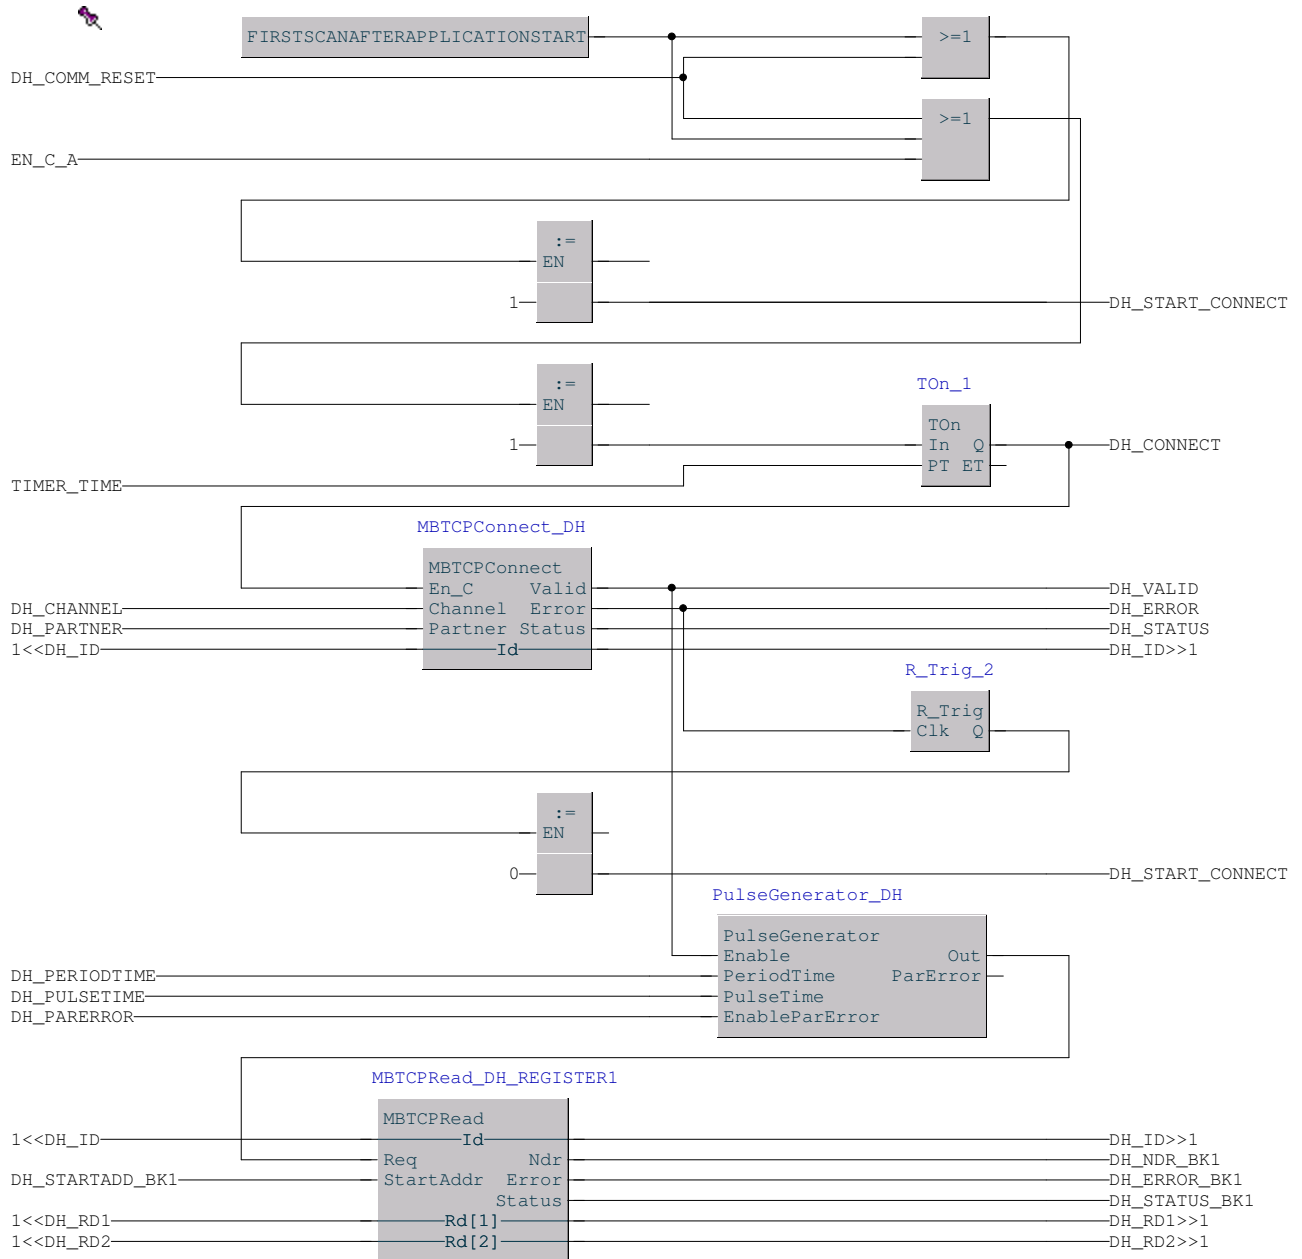 FIRSTSCANAFTERAPPLICATIONSTART >=1
DH_COMM_RESET
>=1
EN_C_A
:=
EN
1 DH_START_CONNECT
:= TOn_1
EN TOn
1 In Q DH_CONNECT
PT ET
TIMER_TIME
MBTCPConnect_DH
MBTCPConnect
En_C Valid DH_VALID
DH_CHANNEL Channel Error DH_ERROR
DH_PARTNER Partner Status DH_STATUS
1<<DH_ID Id DH_ID>>1
R_Trig_2
R_Trig
Clk Q
:=
EN
0 DH_START_CONNECT
PulseGenerator_DH
PulseGenerator
Enable Out
DH_PERIODTIME PeriodTime ParError
DH_PULSETIME PulseTime
DH_PARERROR EnableParError
MBTCPRead_DH_REGISTER1
MBTCPRead
1<<DH_ID Id DH_ID>>1
Req Ndr DH_NDR_BK1
DH_STARTADD_BK1 StartAddr Error DH_ERROR_BK1
Status DH_STATUS_BK1
1<<DH_RD1 Rd[1] DH_RD1>>1
1<<DH_RD2 Rd[2] DH_RD2>>1